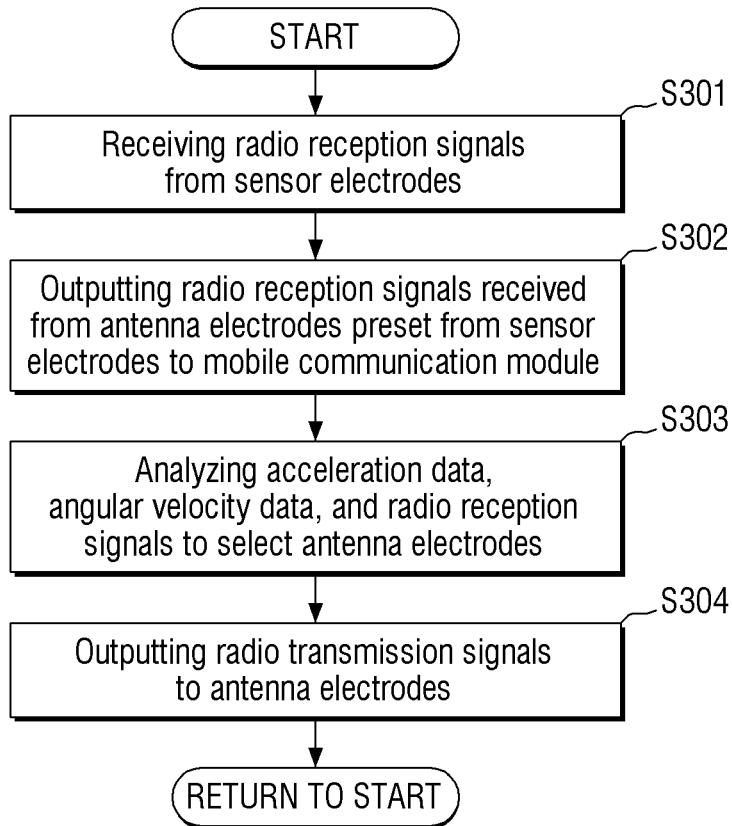 START
S301
Receiving radio reception signals
from sensor electrodes
S302
Outputting radio reception signals received
from antenna electrodes preset from sensor
electrodes to mobile communication module
S303
Analyzing acceleration data,
angular velocity data, and radio reception
signals to select antenna electrodes
S304
Outputting radio transmission signals
to antenna electrodes
RETURN TO START